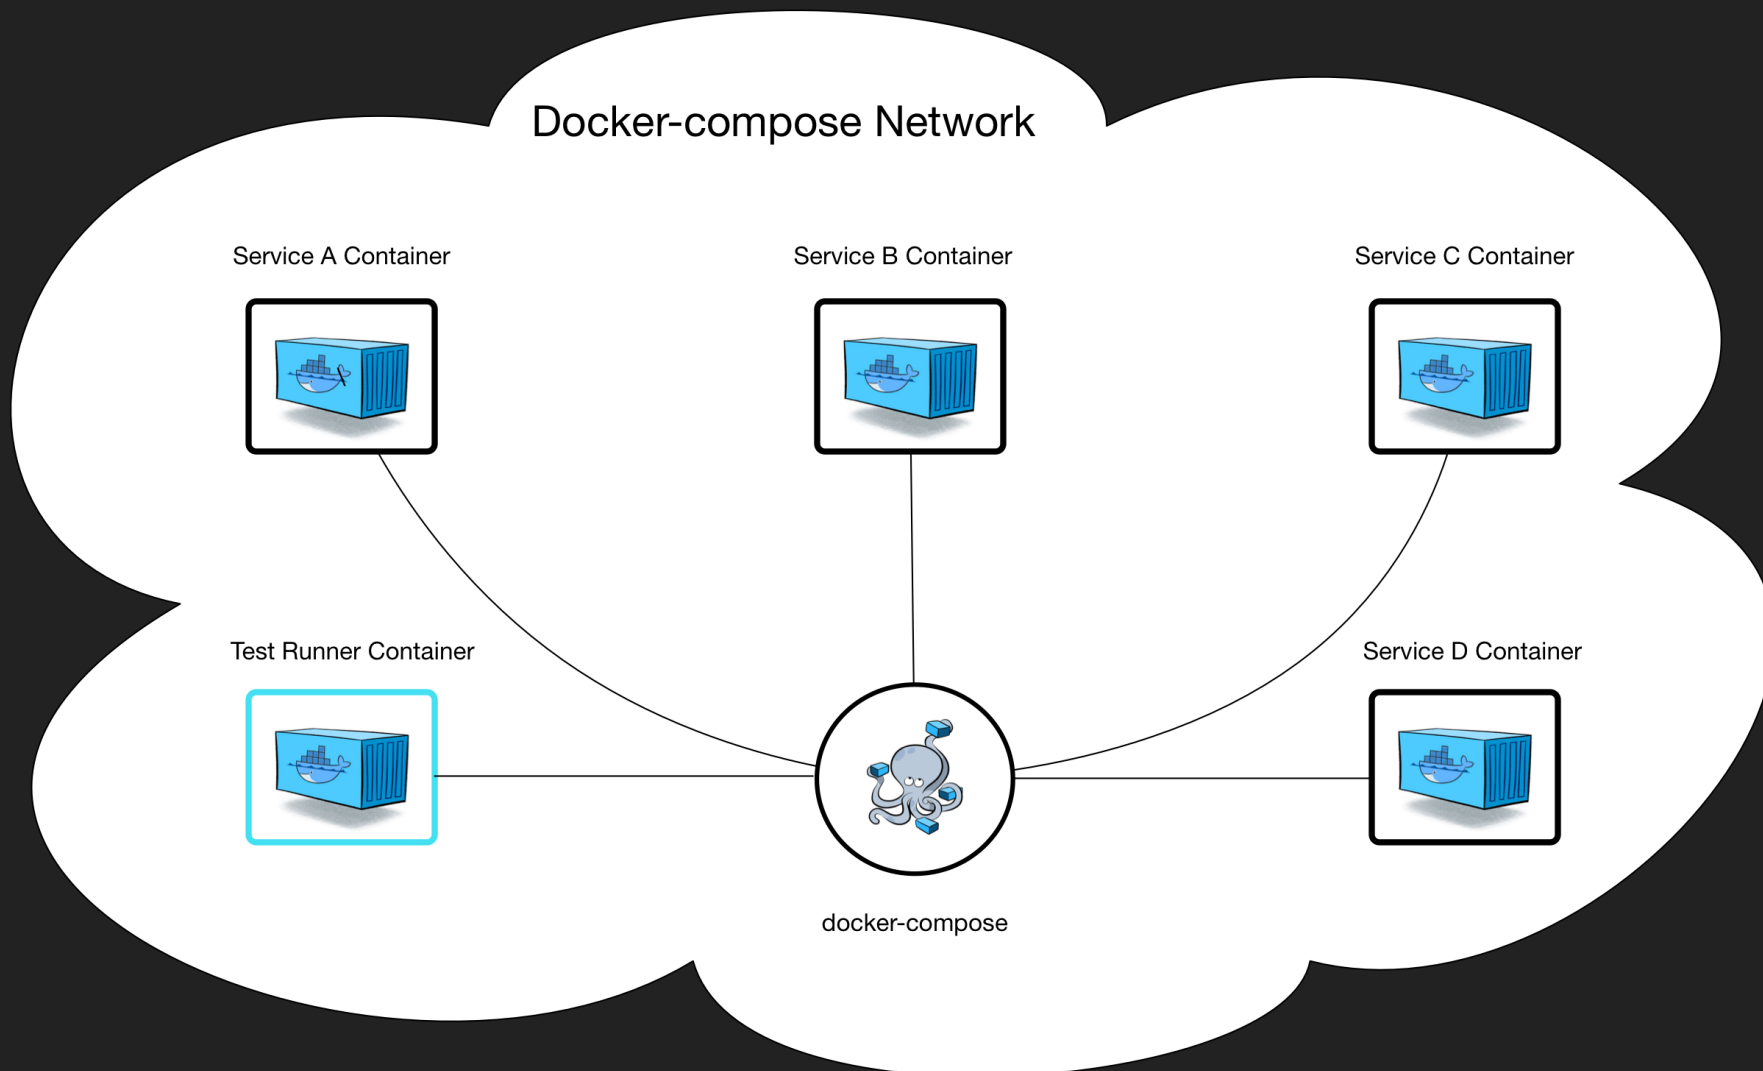 Docker-compose Network
Service A Container
Service B Container
Service C Container
Test Runner Container
Service D Container
docker-compose